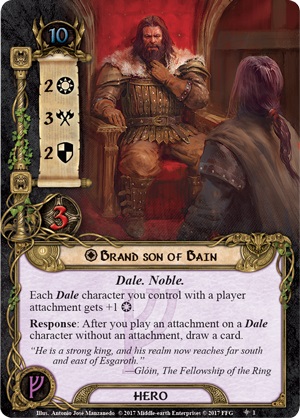 10
2
3
2
3
Brand son of Bain
Dale. Noble.
Each Dale character you control with a player
attachment gets +1
Response: After you play an attachment on a Dale
character without an attachment, draw a card.
"He is a strong king, and his realm now reaches far south
and east of Esgaroth."
—Glóin, The Fellowship of the Ring
HERO
Illus. Antonio José Manzanedo © 2017 Middle-earth Enterprises © 2017 FFG 1